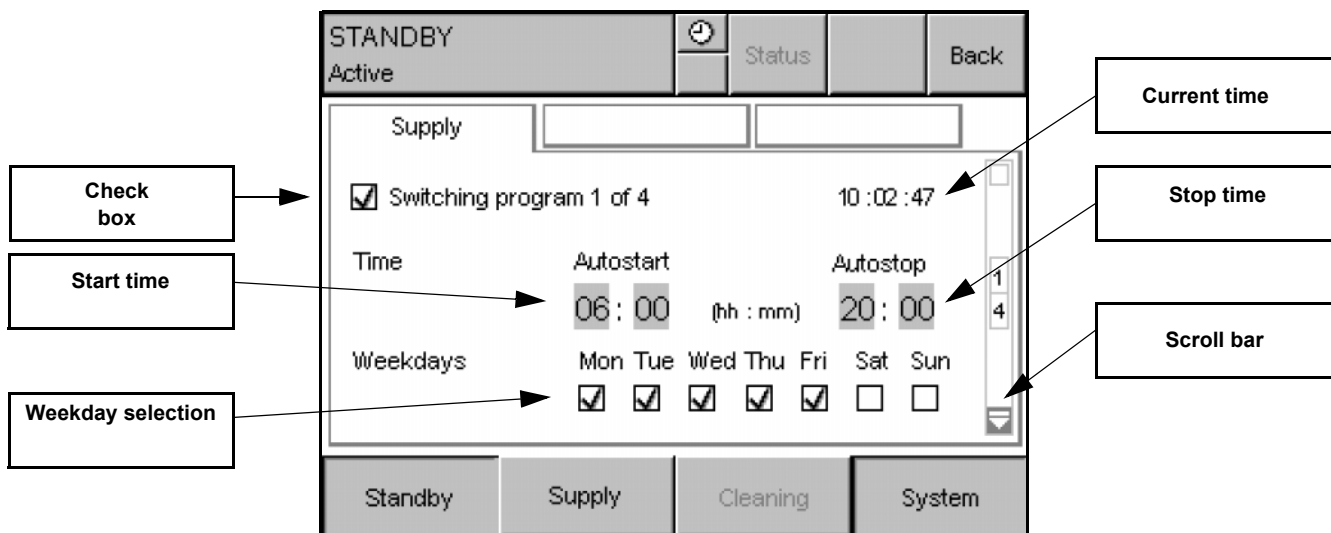 STANDBY
Active
Status
Back
Current time
Supply
Check
box
Switching program 1 of 4
10 :02 :47
Stop time
Start time
Time
Autostart
Autostop
06 : 00
(hh : mm)
20 : 00
1
4
Scroll bar
Weekdays
Mon Tue Wed Thu Fri Sat Sun
Weekday selection
Standby
Supply
Cleaning
System